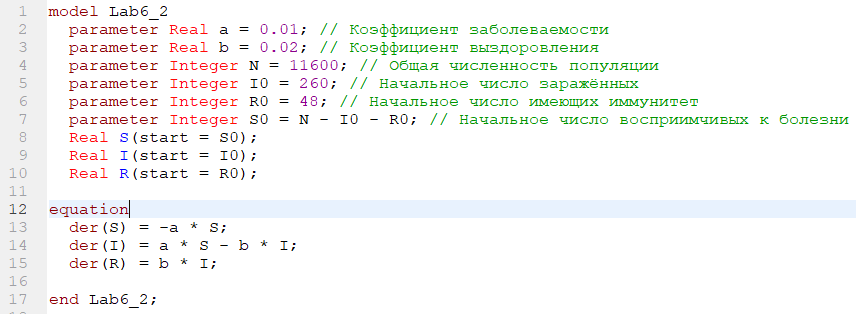 1 model Lab6_2
2 parameter Real a = 0.01; // Коэффициент заболеваемости
3 parameter Real b = 0.02; // Коэффициент выздоровления
4 parameter Integer N = 11600; // Общая численность популяции
5 parameter Integer I0 = 260; // Начальное число заражённых
6 parameter Integer R0 = 48; // Начальное число имеющих иммунитет
7 parameter Integer S0 = N - I0 - R0; // Начальное число восприимчивых к болезни
8 Real S(start = S0);
9 Real I(start = I0);
10 Real R(start = R0);
11
12 equation
13 der(S) = -a * S;
14 der(I) = a * S - b * I;
15 der(R) = b * I;
16
17 end Lab6_2;